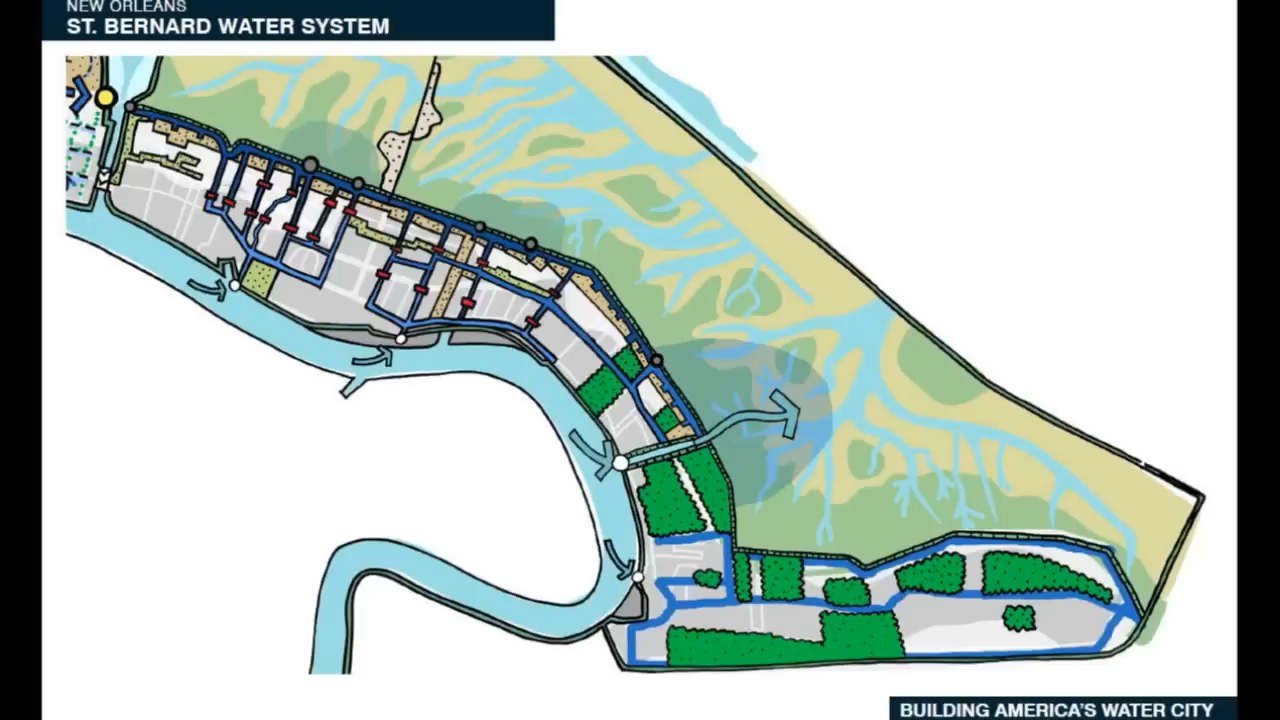 NEW ORLEANS
ST. BERNARD WATER SYSTEM
BUILDING AMERICA'S WATER CITY